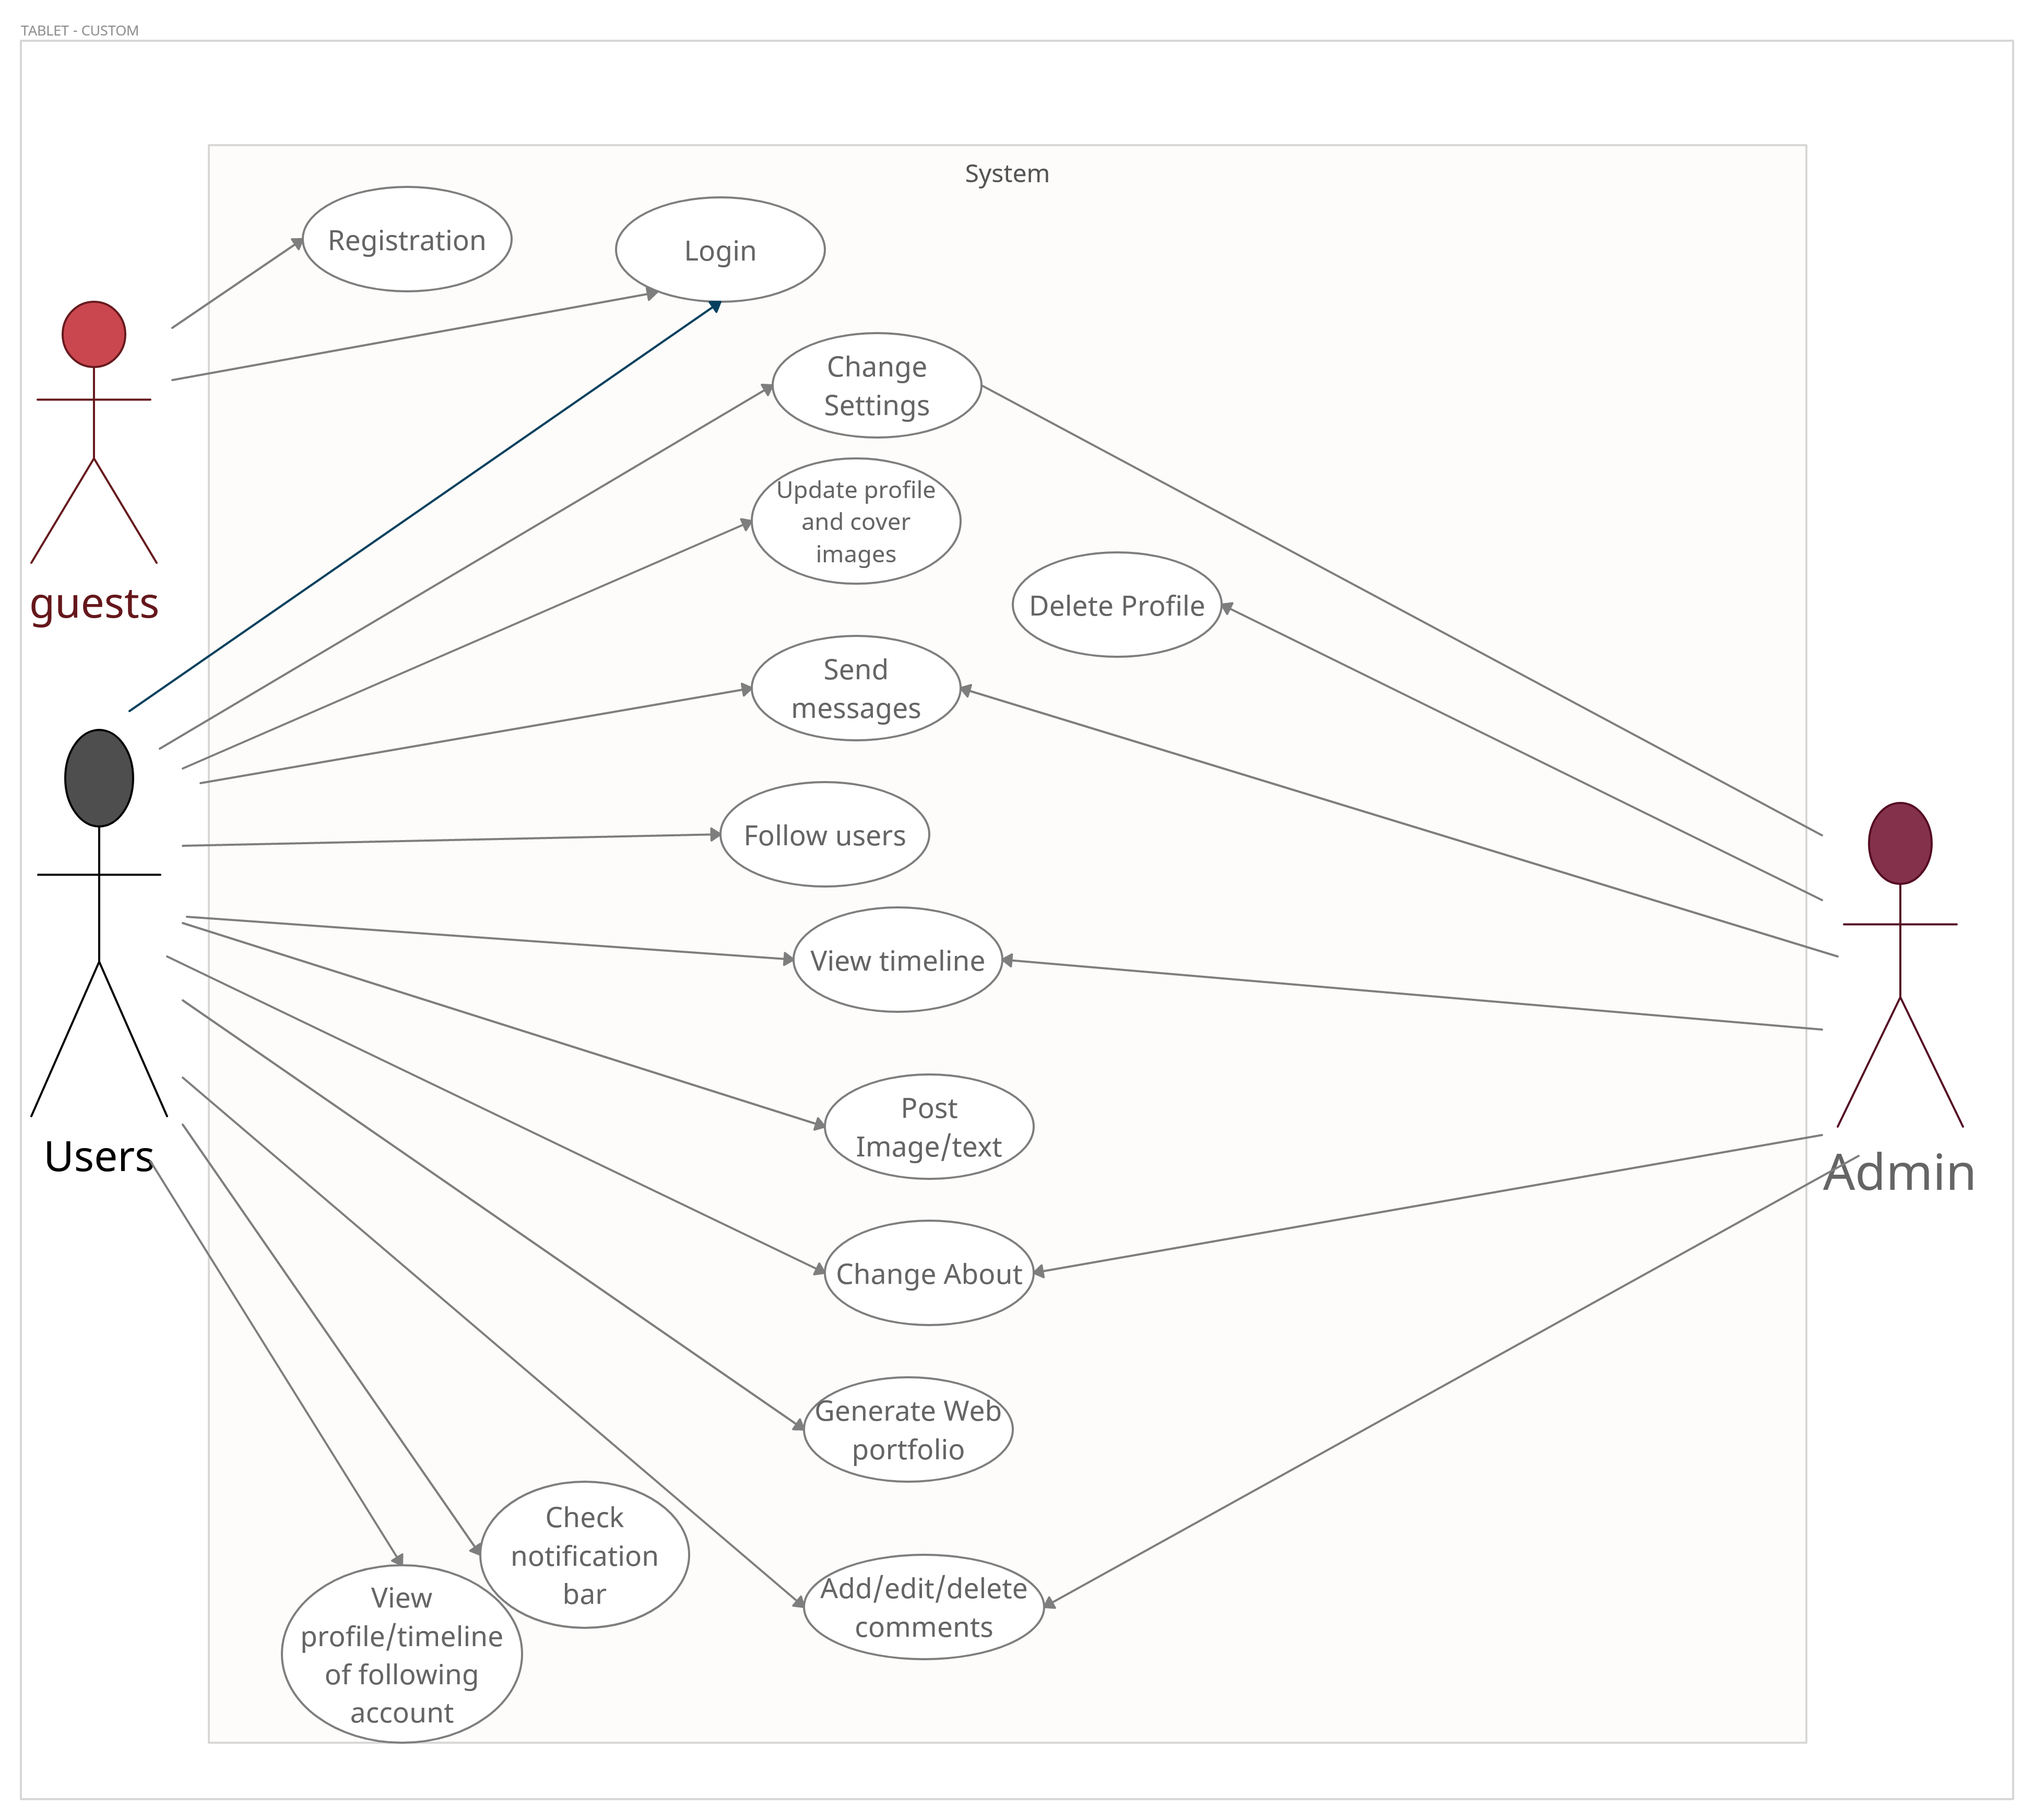 TABLET - CUSTOM
System
Registration
Login
Change
Settings
Update profile
and cover
images
guests
Delete Profile
Send
messages
Follow users
View timeline
Post
Image/text
Users
Admin
Change About
Generate Web
portfolio
Check
notification
bar
View
profile/timeline
of following
account
Add/edit/delete
comments